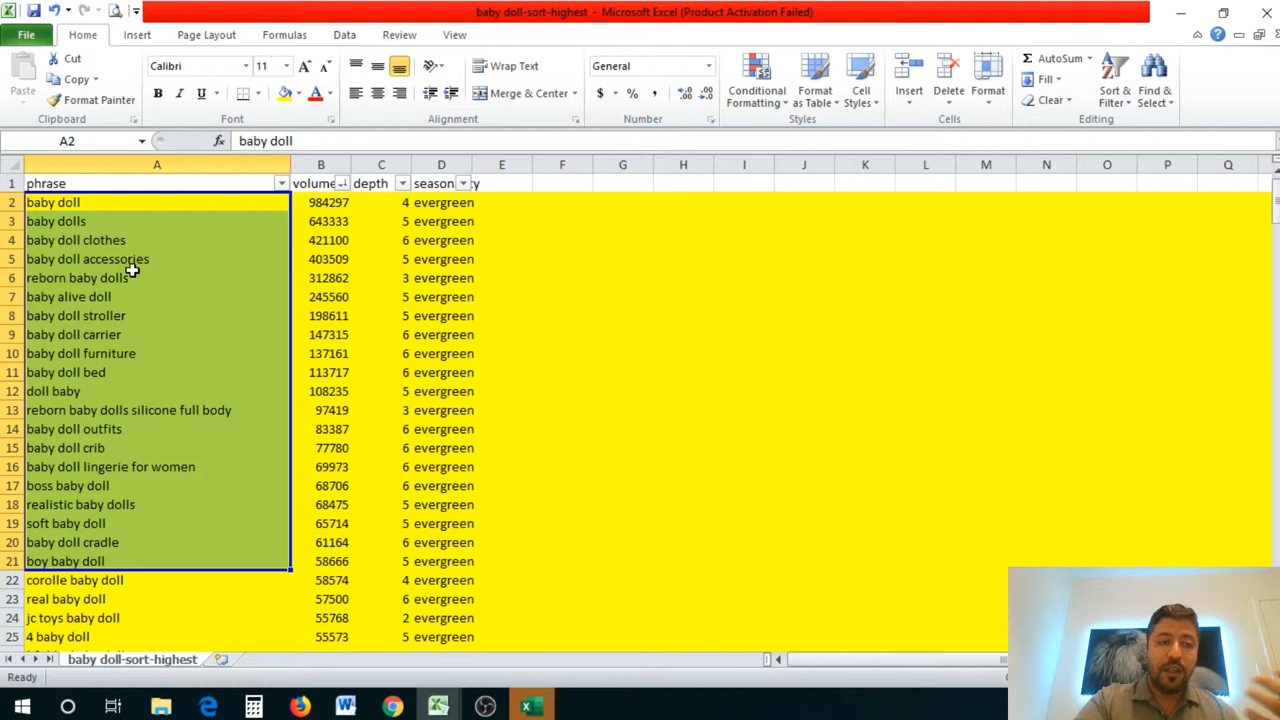 baby doll-sort-highest - Microsoft Excel (Product Activation Failed)
File Home Insert Page Layout Formulas Data Review View
Paste
Cut
Copy
Format Painter
Clipboard
Calibri 11
B I U
Font
Wrap Text
Merge & Center
Alignment
General
$ % ,
Number
Conditional Formatting
Format as Table
Cell Styles
Styles
Insert Delete Format
Cells
AutoSum
Fill
Clear
Sort & Filter
Find & Select
Editing
A2 fx baby doll
A B C D E F G H I J K L M N O P Q
1 phrase volume depth season ty
2 baby doll 984297 4 evergreen
3 baby dolls 643333 5 evergreen
4 baby doll clothes 421100 6 evergreen
5 baby doll accessories 403509 5 evergreen
6 reborn baby dolls 312862 3 evergreen
7 baby alive doll 245560 5 evergreen
8 baby doll stroller 198611 5 evergreen
9 baby doll carrier 147315 6 evergreen
10 baby doll furniture 137161 6 evergreen
11 baby doll bed 113717 6 evergreen
12 doll baby 108235 5 evergreen
13 reborn baby dolls silicone full body 97419 3 evergreen
14 baby doll outfits 83387 6 evergreen
15 baby doll crib 77780 6 evergreen
16 baby doll lingerie for women 69973 6 evergreen
17 boss baby doll 68706 6 evergreen
18 realistic baby dolls 68475 5 evergreen
19 soft baby doll 65714 5 evergreen
20 baby doll cradle 61164 6 evergreen
21 boy baby doll 58666 5 evergreen
22 corolle baby doll 58574 4 evergreen
23 real baby doll 57500 6 evergreen
24 jc toys baby doll 55768 2 evergreen
25 4 baby doll 55573 5 evergreen
baby doll-sort-highest
Ready